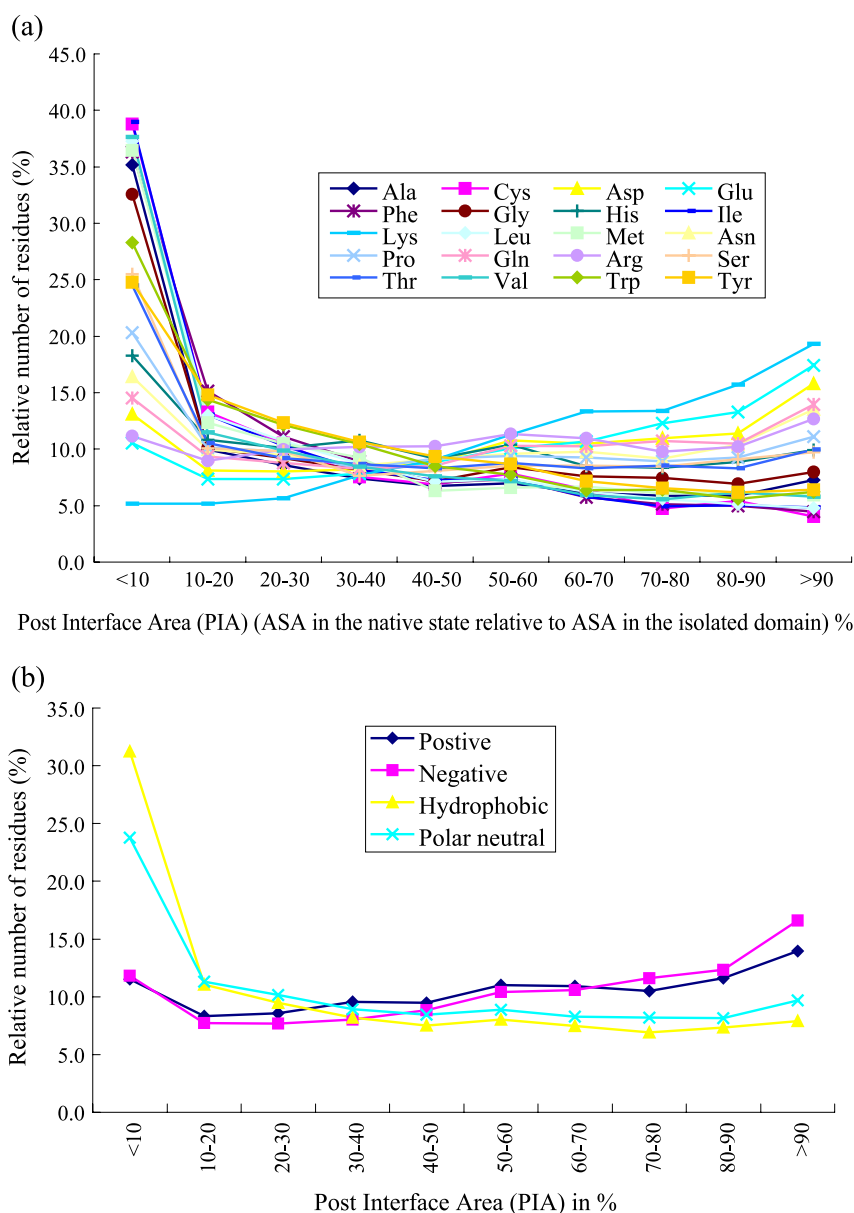 (a)
45.0
40.0
35.0
30.0
25.0
20.0
15.0
10.0
5.0
0.0
Relative number of residues (%)
Ala Cys Asp Glu
Phe Gly His Ile
Lys Leu Met Asn
Pro Gln Arg Ser
Thr Val Trp Tyr
<10 10-20 20-30 30-40 40-50 50-60 60-70 70-80 80-90 >90
Post Interface Area (PIA) (ASA in the native state relative to ASA in the isolated domain) %
(b)
35.0
30.0
25.0
20.0
15.0
10.0
5.0
0.0
Relative number of residues (%)
Postive
Negative
Hydrophobic
Polar neutral
<10 10-20 20-30 30-40 40-50 50-60 60-70 70-80 80-90 >90
Post Interface Area (PIA) in %